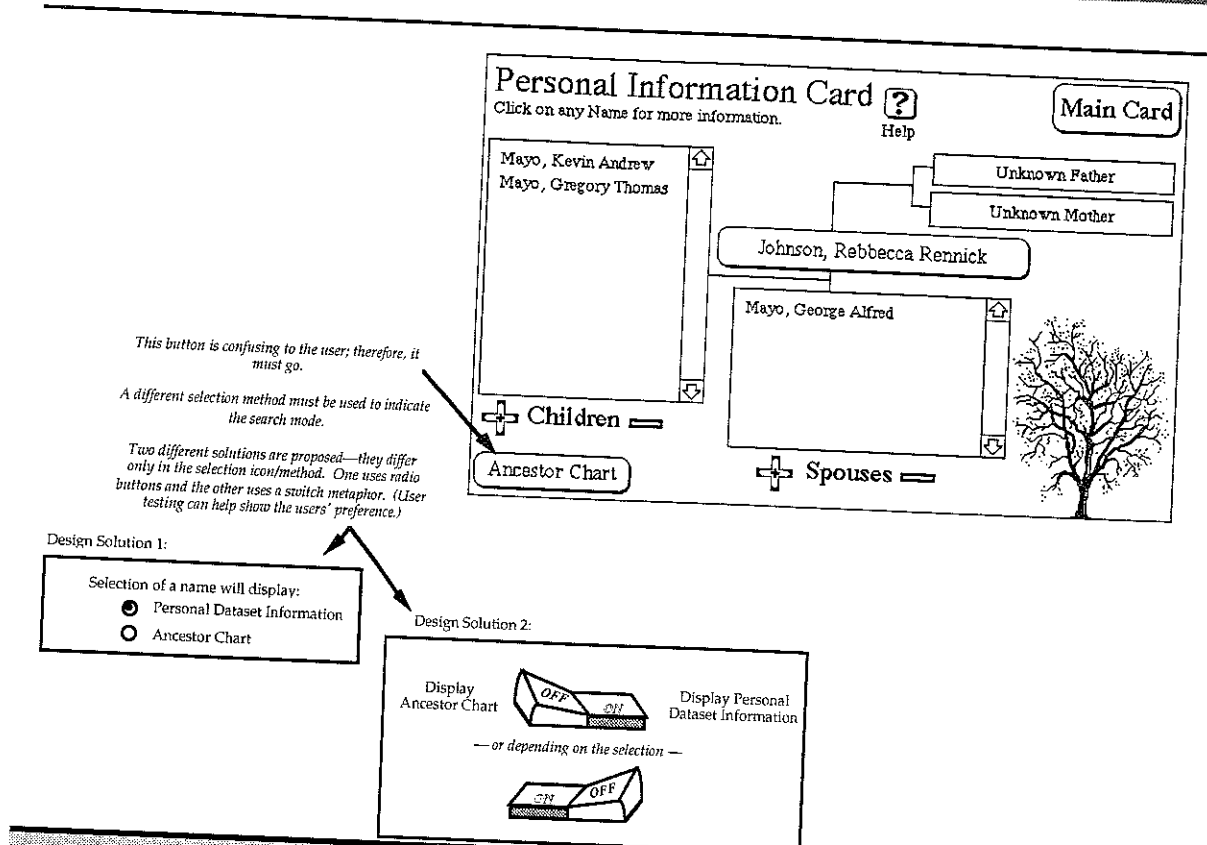 Personal Information Card
Click on any Name for more information.
?
Help
Main Card
Mayo, Kevin Andrew
Mayo, Gregory Thomas
Unknown Father
Unknown Mother
Johnson, Rebbecca Rennick
Mayo, George Alfred
Children
Ancestor Chart
Spouses
This button is confusing to the user; therefore, it
must go.
A different selection method must be used to indicate
the search mode.
Two different solutions are proposed—they differ
only in the selection icon/method. One uses radio
buttons and the other uses a switch metaphor. (User
testing can help show the users' preference.)
Design Solution 1:
Selection of a name will display:
Personal Dataset Information
Ancestor Chart
Design Solution 2:
Display
Ancestor Chart
OFF
ON
Display Personal
Dataset Information
— or depending on the selection —
ON
OFF